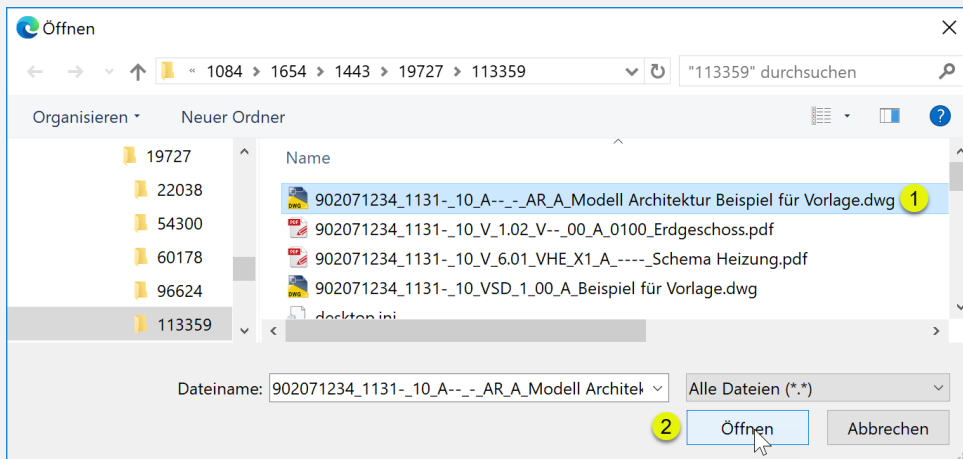 Öffnen
« 1084 > 1654 > 1443 > 19727 > 113359
"113359" durchsuchen
Organisieren
Neuer Ordner
?
19727
22038
54300
60178
96624
113359
Name
902071234_1131-_10_A--_-_AR_A_Modell Architektur Beispiel für Vorlage.dwg
1
902071234_1131-_10_V_1.02_V--_00_A_0100_Erdgeschoss.pdf
902071234_1131-_10_V_6.01_VHE_X1_A_----_Schema Heizung.pdf
902071234_1131-_10_VSD_1_00_A_Beispiel für Vorlage.dwg
desktop.ini
Dateiname: 902071234_1131-_10_A--_-_AR_A_Modell Architek
Alle Dateien (*.*)
2
Öffnen
Abbrechen